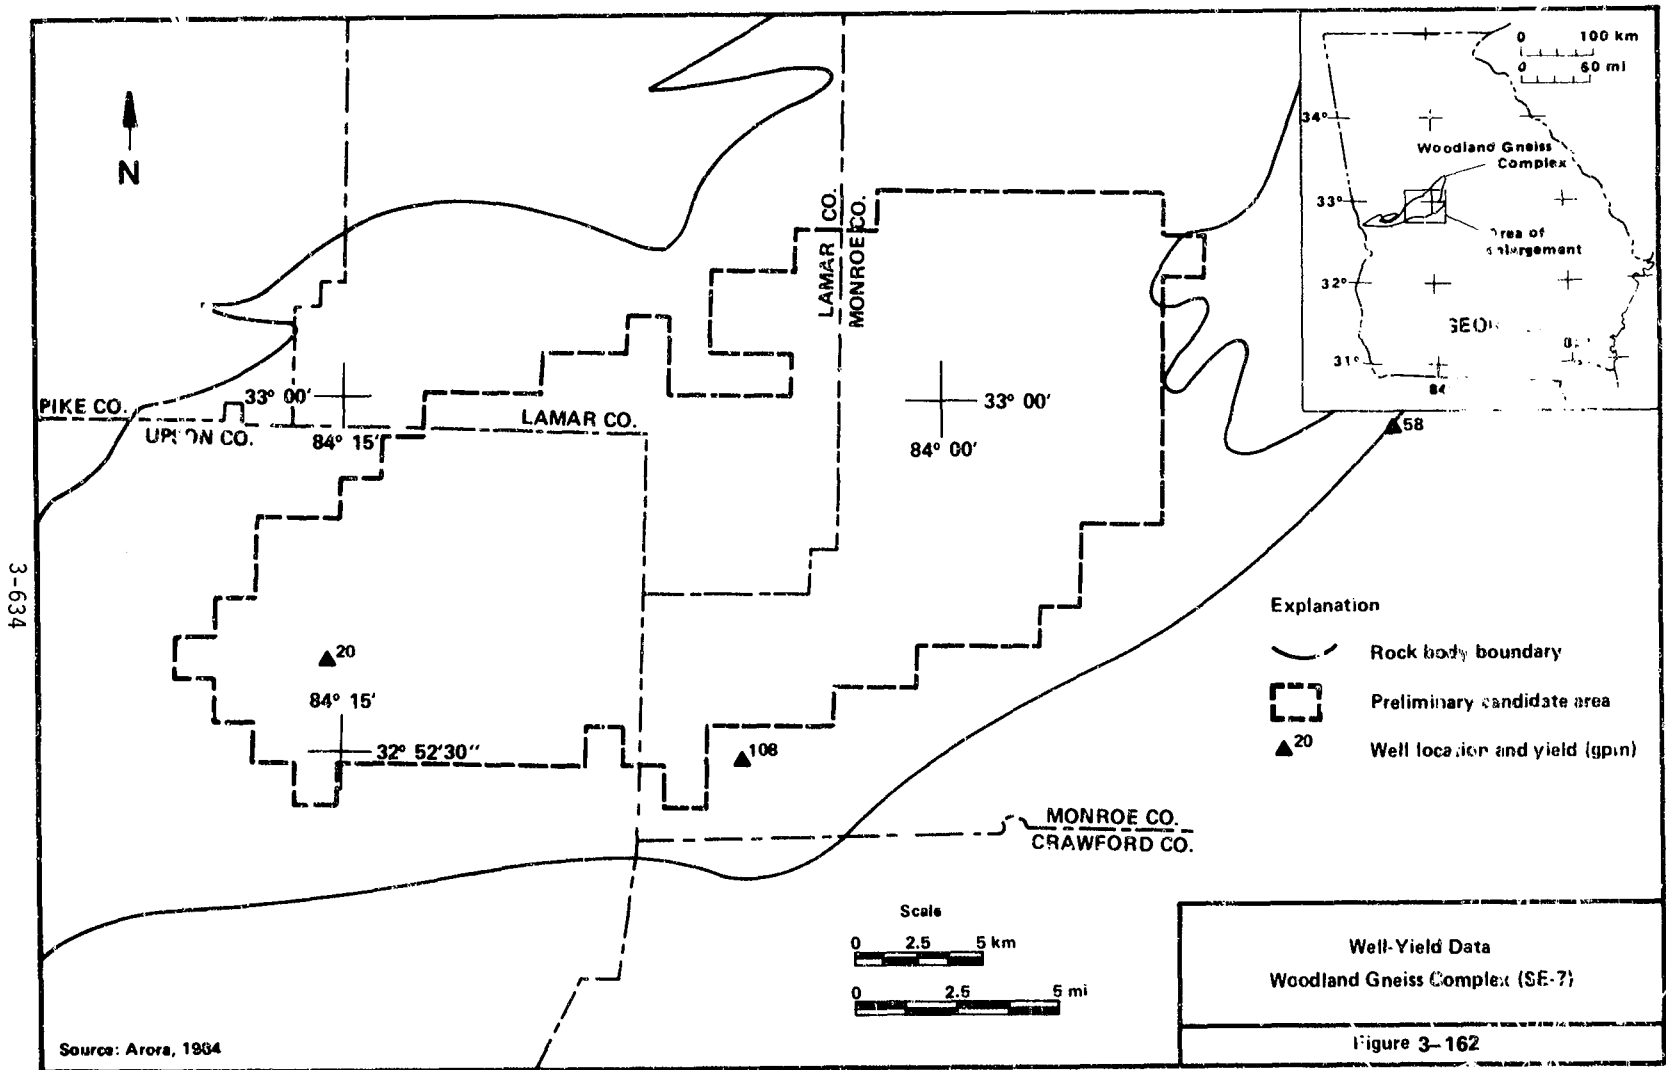 0 100 km
0 60 mi
34°
Woodland Gneiss
Complex
33°
Area of
enlargement
32°
31°
84
N
LAMAR CO.
MONROE CO.
PIKE CO.
33° 00'
33° 00'
LAMAR CO.
UPSON CO.
84° 15'
84° 00'
58
3-634
Explanation
Rock body boundary
20
84° 15'
Preliminary candidate area
32° 52'30"
108
20
Well location and yield (gpm)
MONROE CO.
CRAWFORD CO.
Scale
0 2.5 5 km
0 2.5 5 mi
Well-Yield Data
Woodland Gneiss Complex (SE-7)
Source: Arora, 1984
Figure 3-162